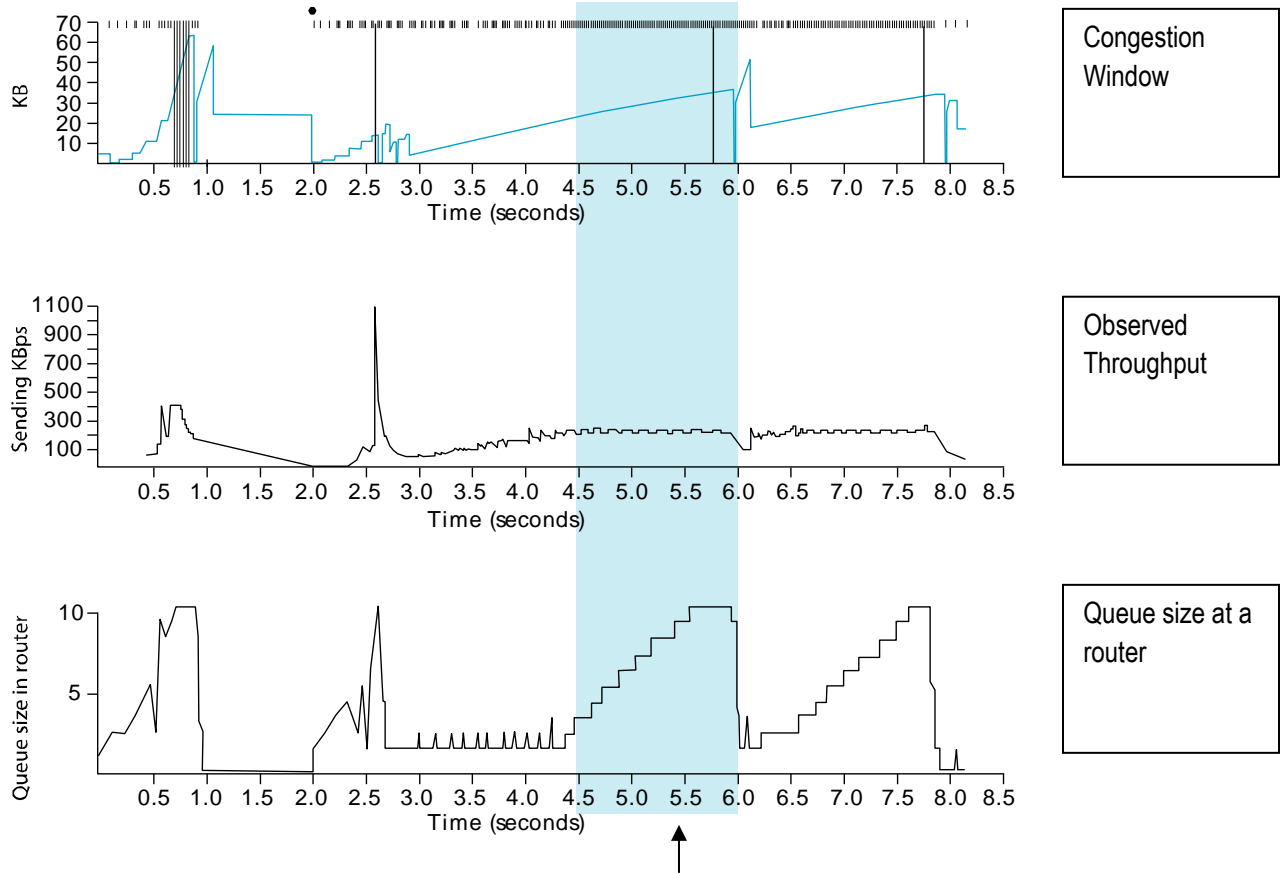 70
60
50
40
30
20
10
KB
0.5 1.0 1.5 2.0 2.5 3.0 3.5 4.0 4.5 5.0 5.5 6.0 6.5 7.0 7.5 8.0 8.5
Time (seconds)
Congestion
Window
1100
900
700
500
300
100
Sending KBps
0.5 1.0 1.5 2.0 2.5 3.0 3.5 4.0 4.5 5.0 5.5 6.0 6.5 7.0 7.5 8.0 8.5
Time (seconds)
Observed
Throughput
10
5
Queue size in router
0.5 1.0 1.5 2.0 2.5 3.0 3.5 4.0 4.5 5.0 5.5 6.0 6.5 7.0 7.5 8.0 8.5
Time (seconds)
Queue size at a
router